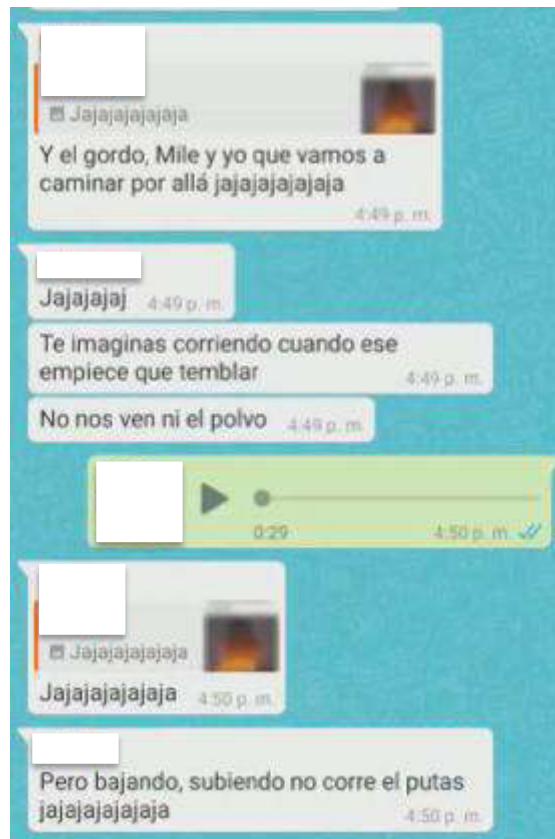 Jajajajajajaja
Y el gordo, Mile y yo que vamos a
caminar por allá jajajajajajaja
4:49 p. m.
Jajajajaj 4:49 p. m.
Te imaginas corriendo cuando ese
empiece que temblar 4:49 p. m.
No nos ven ni el polvo 4:49 p. m.
0:29 4:50 p. m.
Jajajajajajaja
Jajajajajajaja 4:50 p. m.
Pero bajando, subiendo no corre el putas
jajajajajajaja 4:50 p. m.